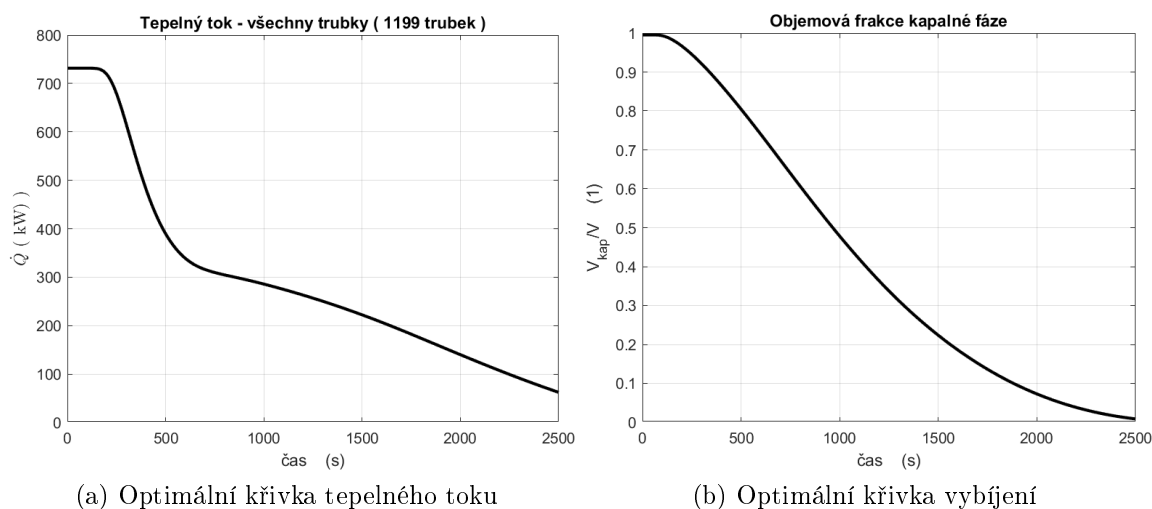 Tepelný tok - všechny trubky ( 1199 trubek )
800
700
600
500
400
300
200
100
0
Q̇ ( kW) )
0 500 1000 1500 2000 2500
čas (s)
(a) Optimální křivka tepelného toku
Objemová frakce kapalné fáze
1
0.9
0.8
0.7
0.6
0.5
0.4
0.3
0.2
0.1
0
V_kap/V (1)
0 500 1000 1500 2000 2500
čas (s)
(b) Optimální křivka vybíjení